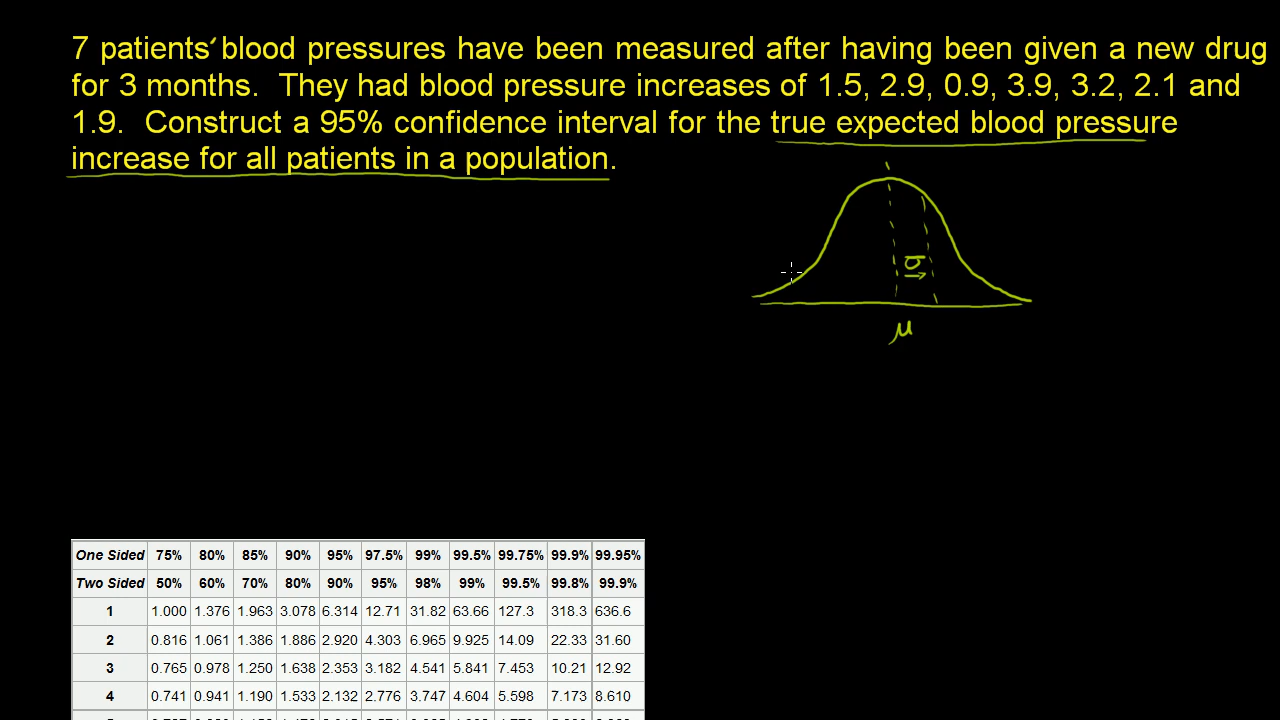 7 patients' blood pressures have been measured after having been given a new drug
for 3 months. They had blood pressure increases of 1.5, 2.9, 0.9, 3.9, 3.2, 2.1 and
1.9. Construct a 95% confidence interval for the true expected blood pressure
increase for all patients in a population.
σ
μ
One Sided 75% 80% 85% 90% 95% 97.5% 99% 99.5% 99.75% 99.9% 99.95%
Two Sided 50% 60% 70% 80% 90% 95% 98% 99% 99.5% 99.8% 99.9%
1 1.000 1.376 1.963 3.078 6.314 12.71 31.82 63.66 127.3 318.3 636.6
2 0.816 1.061 1.386 1.886 2.920 4.303 6.965 9.925 14.09 22.33 31.60
3 0.765 0.978 1.250 1.638 2.353 3.182 4.541 5.841 7.453 10.21 12.92
4 0.741 0.941 1.190 1.533 2.132 2.776 3.747 4.604 5.598 7.173 8.610